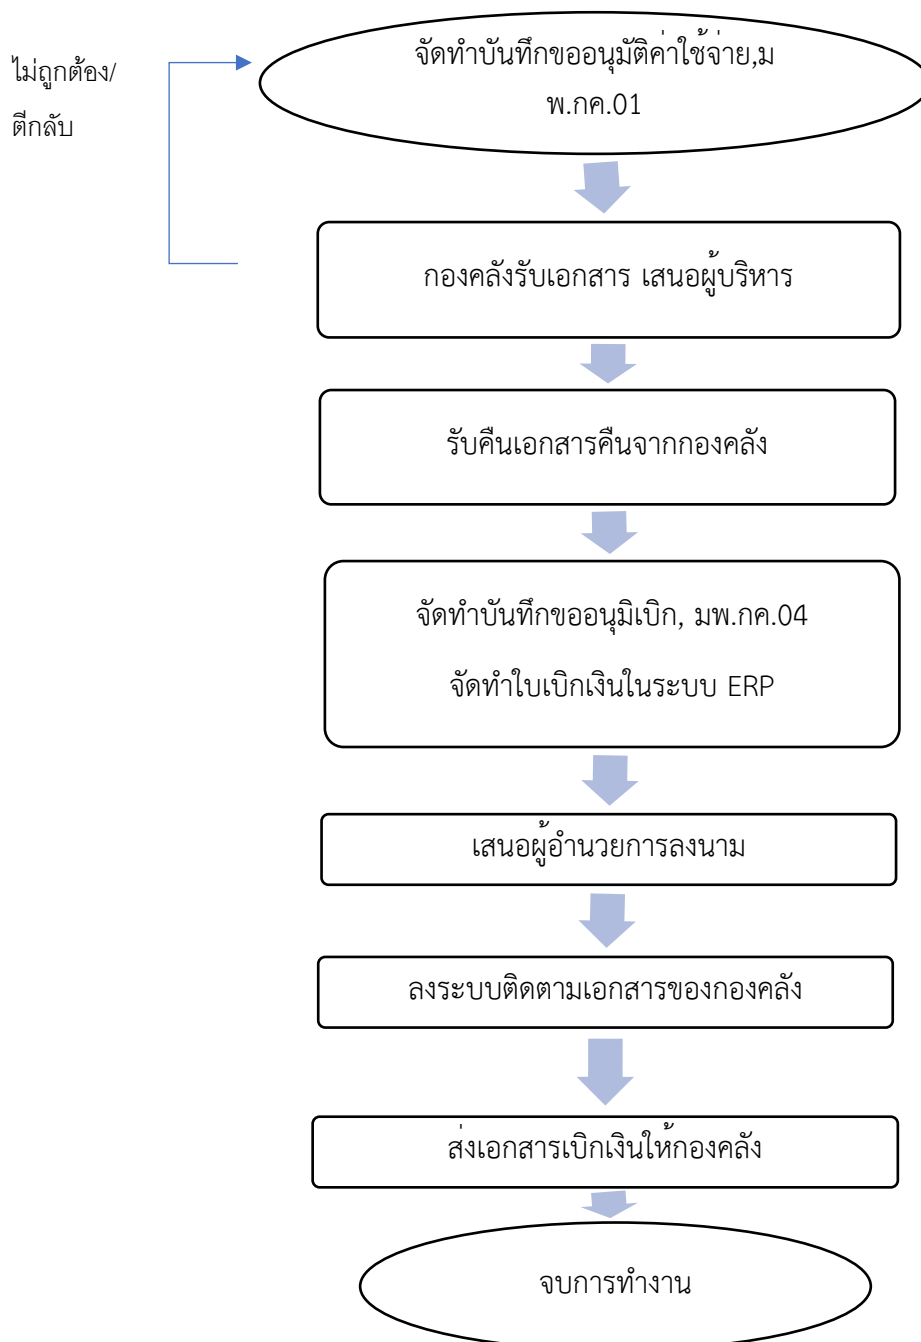 ไม่ถูกต้อง/
ตีกลับ
จัดทำบันทึกขออนุมัติค่าใช้จ่าย,ม
พ.กค.01
กองคลังรับเอกสาร เสนอผู้บริหาร
รับคืนเอกสารคืนจากกองคลัง
จัดทำบันทึกขออนุมิเบิก, มพ.กค.04
จัดทำใบเบิกเงินในระบบ ERP
เสนอผู้อำนวยการลงนาม
ลงระบบติดตามเอกสารของกองคลัง
ส่งเอกสารเบิกเงินให้กองคลัง
จบการทำงาน